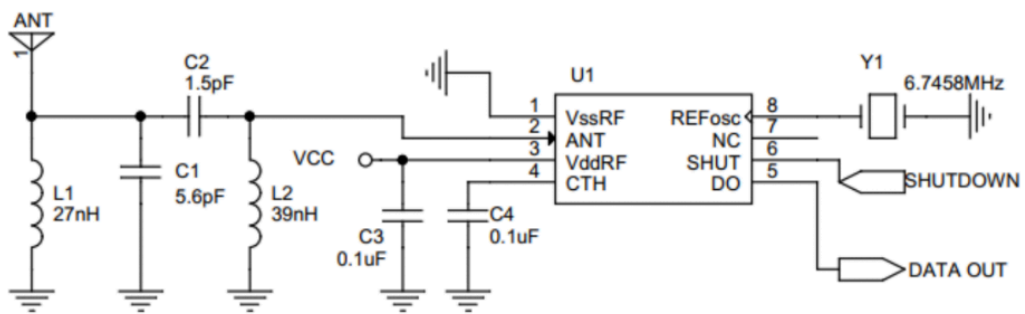 ANT
1
C2
1.5pF
L1
27nH
C1
5.6pF
L2
39nH
VCC
C3
0.1uF
C4
0.1uF
U1
1
2
3
4
VssRF
ANT
VddRF
CTH
REFosc
NC
SHUT
DO
8
7
6
5
Y1
6.7458MHz
SHUTDOWN
DATA OUT